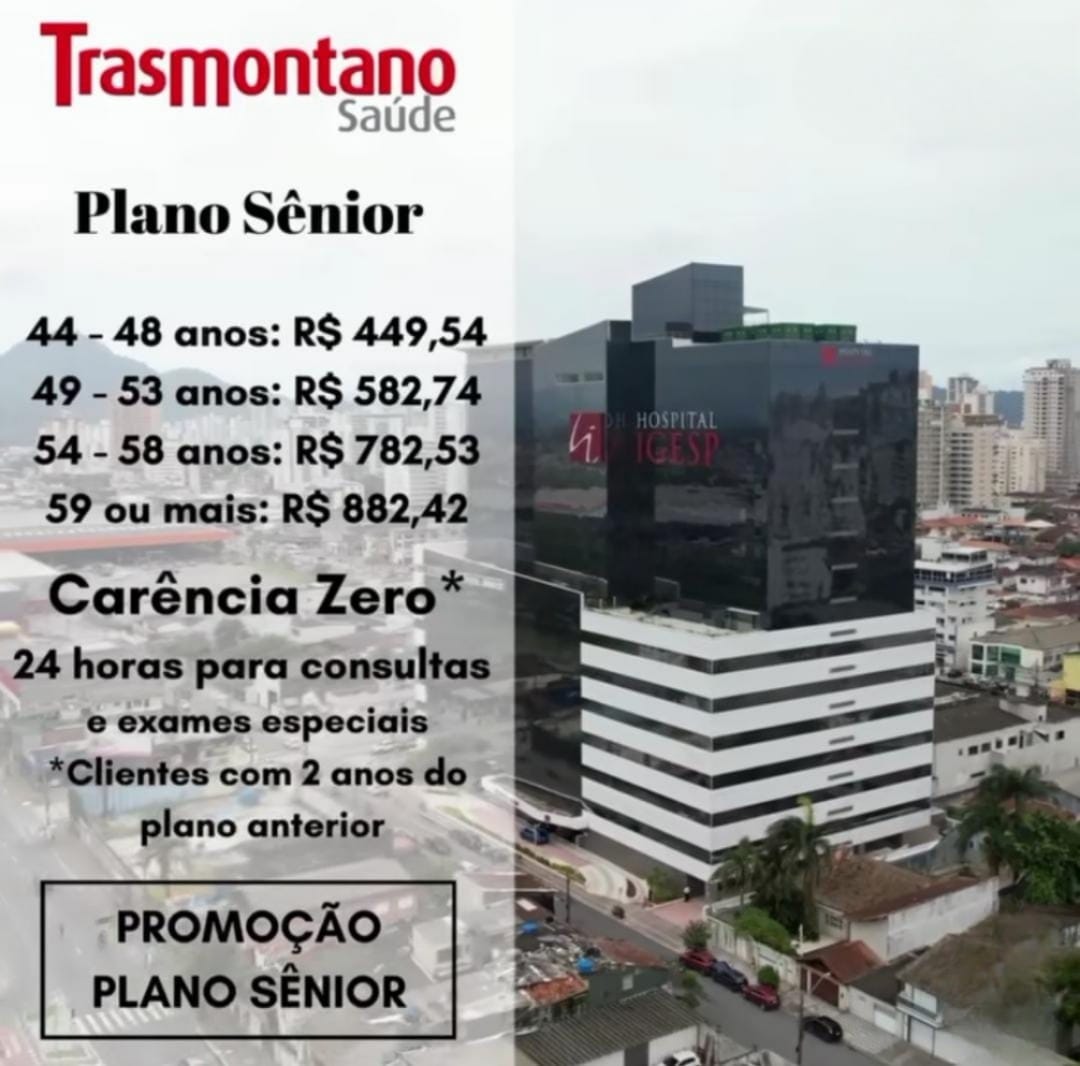 Trasmontano
Saúde
Plano Sênior
44 - 48 anos: R$ 449,54
49 - 53 anos: R$ 582,74
54 - 58 anos: R$ 782,53
59 ou mais: R$ 882,42
Carência Zero*
24 horas para consultas
e exames especiais
*Clientes com 2 anos do
plano anterior
PROMOÇÃO
PLANO SÊNIOR
HOSPITAL
IGESP